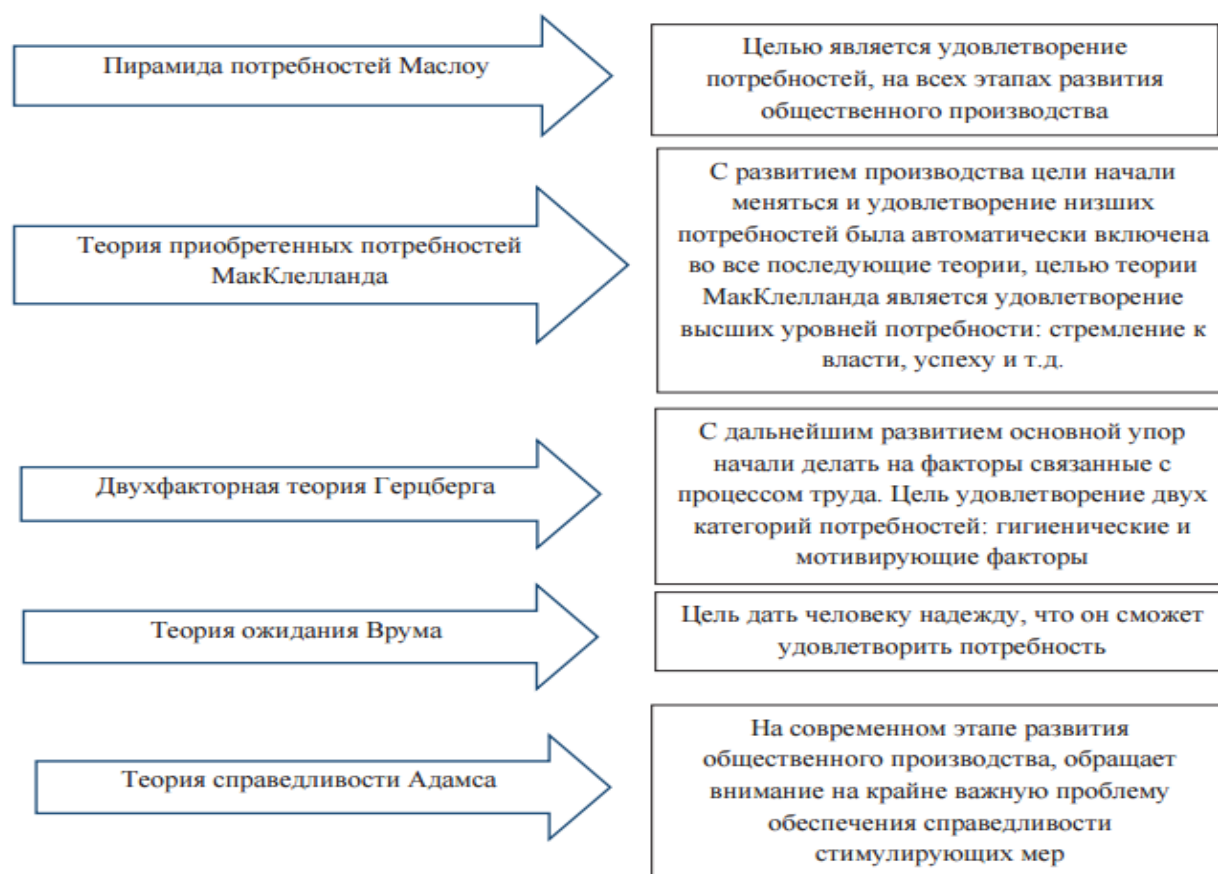 Пирамида потребностей Маслоу
Целью является удовлетворение
потребностей, на всех этапах развития
общественного производства
Теория приобретенных потребностей
МакКлелланда
С развитием производства цели начали
меняться и удовлетворение низших
потребностей была автоматически включена
во все последующие теории, целью теории
МакКлелланда является удовлетворение
высших уровней потребности: стремление к
власти, успеху и т.д.
Двухфакторная теория Герцберга
С дальнейшим развитием основной упор
начали делать на факторы связанные с
процессом труда. Цель удовлетворение двух
категорий потребностей: гигиенические и
мотивирующие факторы
Теория ожидания Врума
Цель дать человеку надежду, что он сможет
удовлетворить потребность
Теория справедливости Адамса
На современном этапе развития
общественного производства, обращает
внимание на крайне важную проблему
обеспечения справедливости
стимулирующих мер